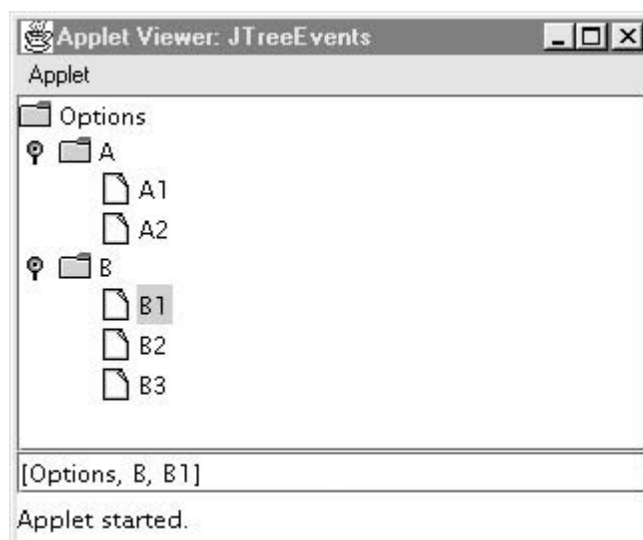 Applet Viewer: JTreeEvents
Applet
Options
A
A1
A2
B
B1
B2
B3
[Options, B, B1]
Applet started.